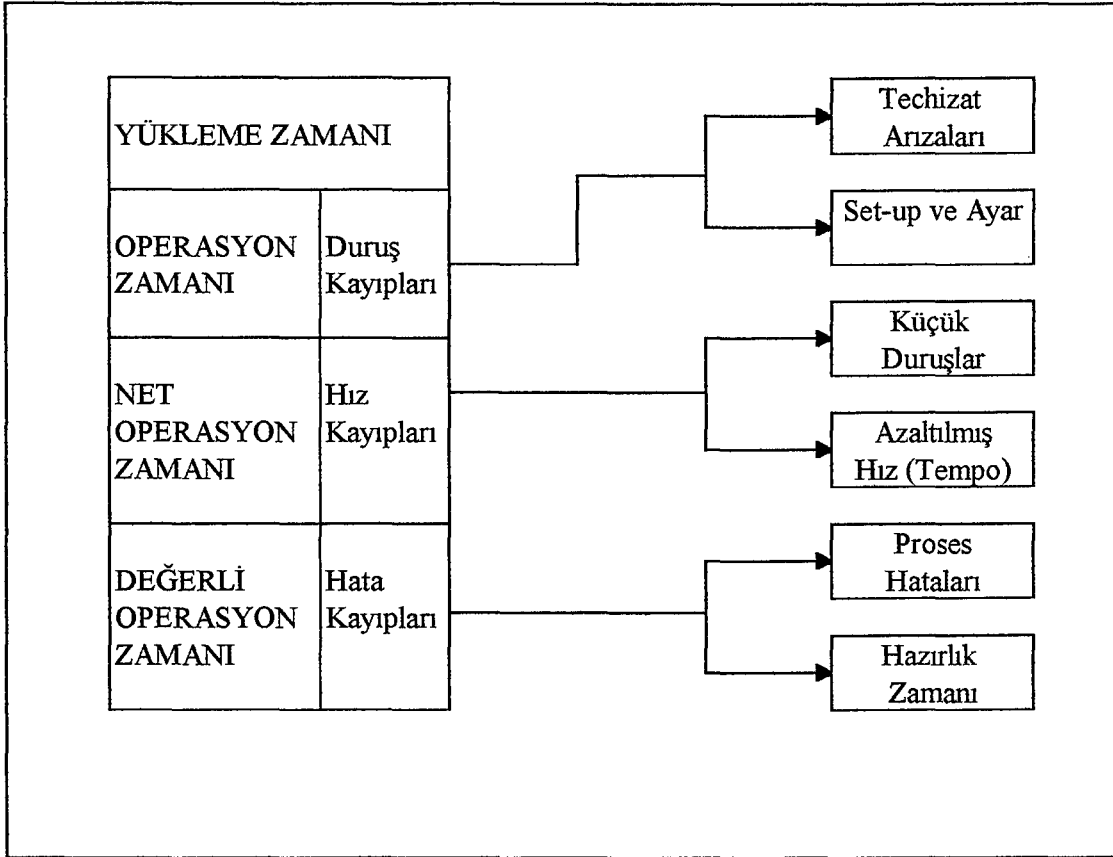 YÜKLEME ZAMANI
OPERASYON
ZAMANI
Duruş
Kayıpları
NET
OPERASYON
ZAMANI
Hız
Kayıpları
DEĞERLİ
OPERASYON
ZAMANI
Hata
Kayıpları
Techizat
Arızaları
Set-up ve Ayar
Küçük
Duruşlar
Azaltılmış
Hız (Tempo)
Proses
Hataları
Hazırlık
Zamanı